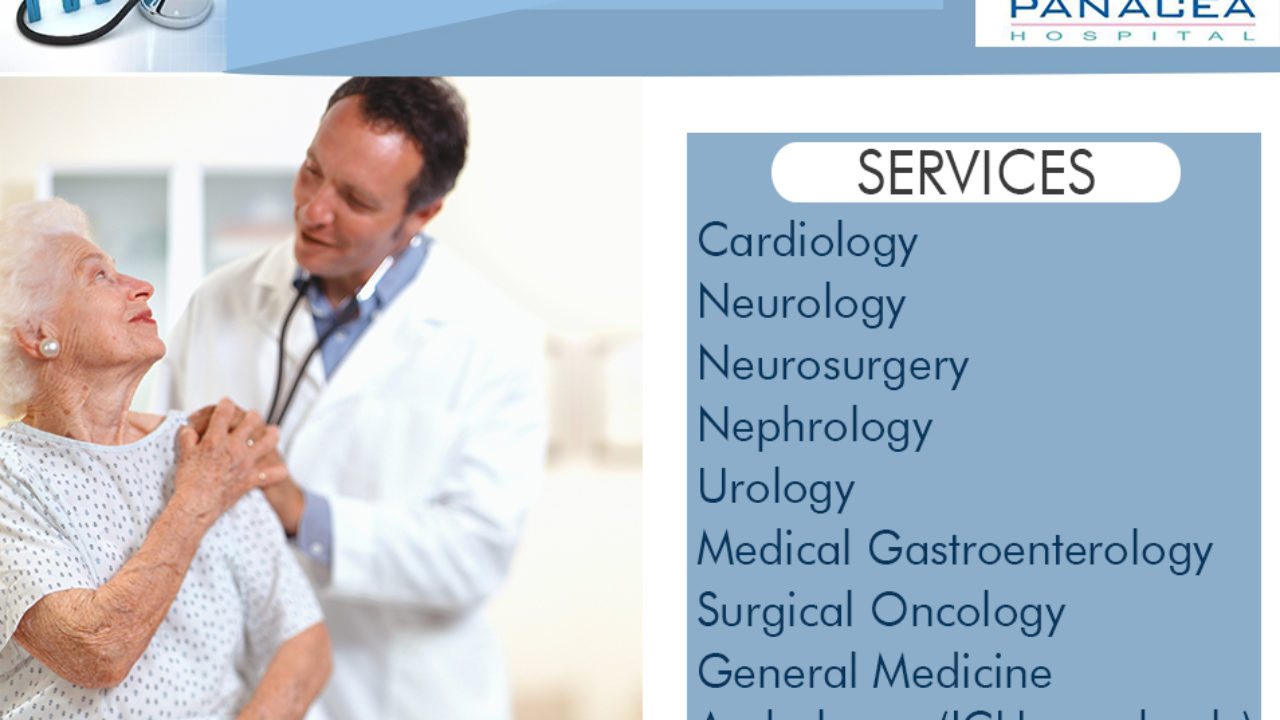 PANACEA
HOSPITAL
SERVICES
Cardiology
Neurology
Neurosurgery
Nephrology
Urology
Medical Gastroenterology
Surgical Oncology
General Medicine